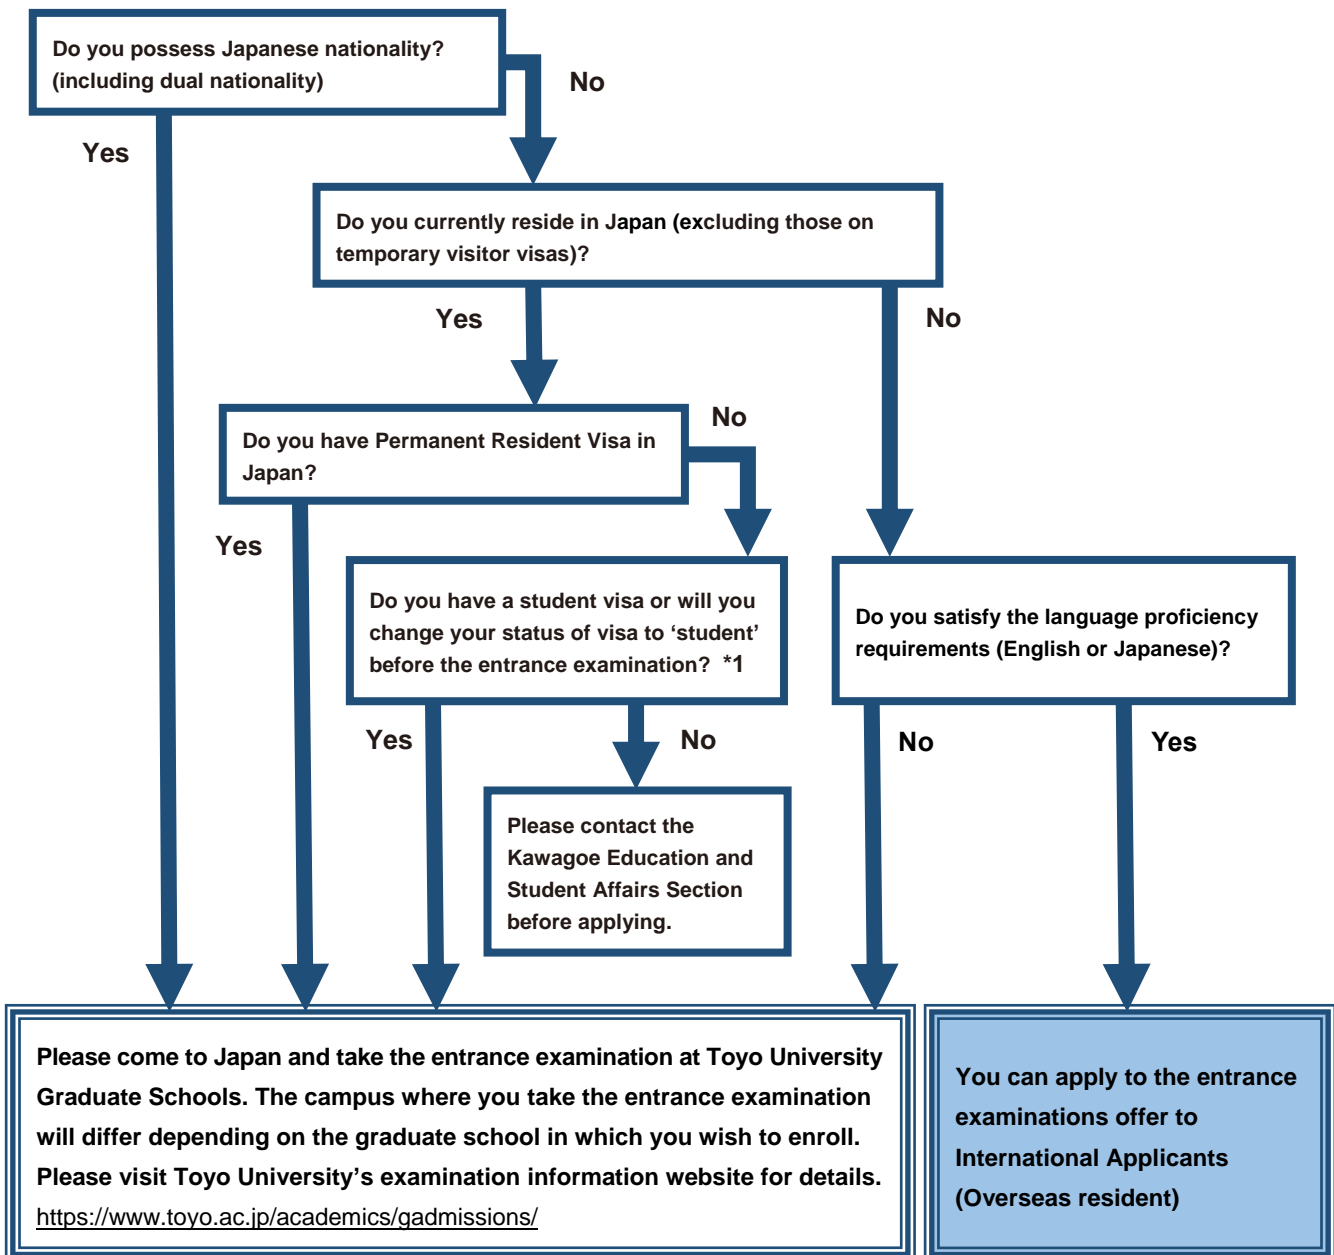 Do you possess Japanese nationality?
(including dual nationality)
No
Yes
Do you currently reside in Japan (excluding those on
temporary visitor visas)?
Yes
No
Do you have Permanent Resident Visa in
Japan?
No
Yes
Do you have a student visa or will you
change your status of visa to ‘student’
before the entrance examination? *1
Do you satisfy the language proficiency
requirements (English or Japanese)?
Yes
No
No
Yes
Please contact the
Kawagoe Education and
Student Affairs Section
before applying.
Please come to Japan and take the entrance examination at Toyo University
Graduate Schools. The campus where you take the entrance examination
will differ depending on the graduate school in which you wish to enroll.
Please visit Toyo University’s examination information website for details.
https://www.toyo.ac.jp/academics/gadmissions/
You can apply to the entrance
examinations offer to
International Applicants
(Overseas resident)